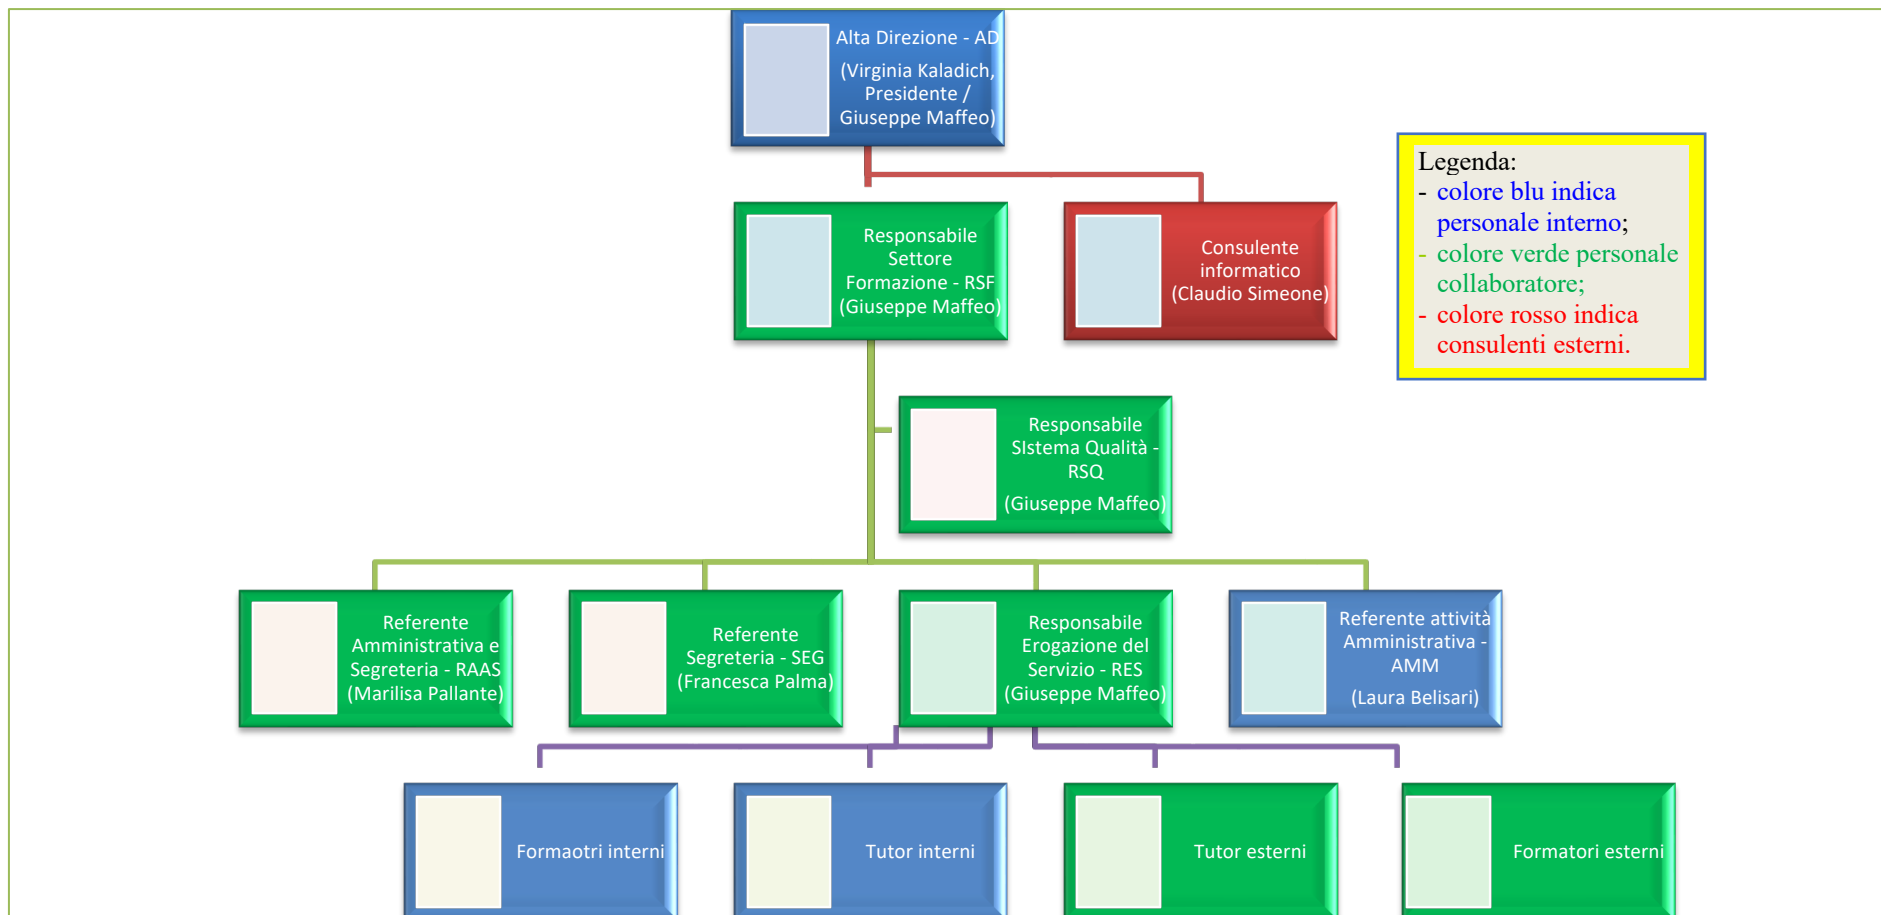 Alta Direzione - AD
(Virginia Kaladich,
Presidente /
Giuseppe Maffeo)
Legenda:
- colore blu indica
personale interno;
- colore verde personale
collaboratore;
- colore rosso indica
consulenti esterni.
Responsabile
Settore
Formazione - RSF
(Giuseppe Maffeo)
Consulente
informatico
(Claudio Simeone)
Responsabile
SIstema Qualità -
RSQ
(Giuseppe Maffeo)
Referente
Amministrativa e
Segreteria - RAAS
(Marilisa Pallante)
Referente
Segreteria - SEG
(Francesca Palma)
Responsabile
Erogazione del
Servizio - RES
(Giuseppe Maffeo)
Referente attività
Amministrativa -
AMM
(Laura Belisari)
Formaotri interni
Tutor interni
Tutor esterni
Formatori esterni